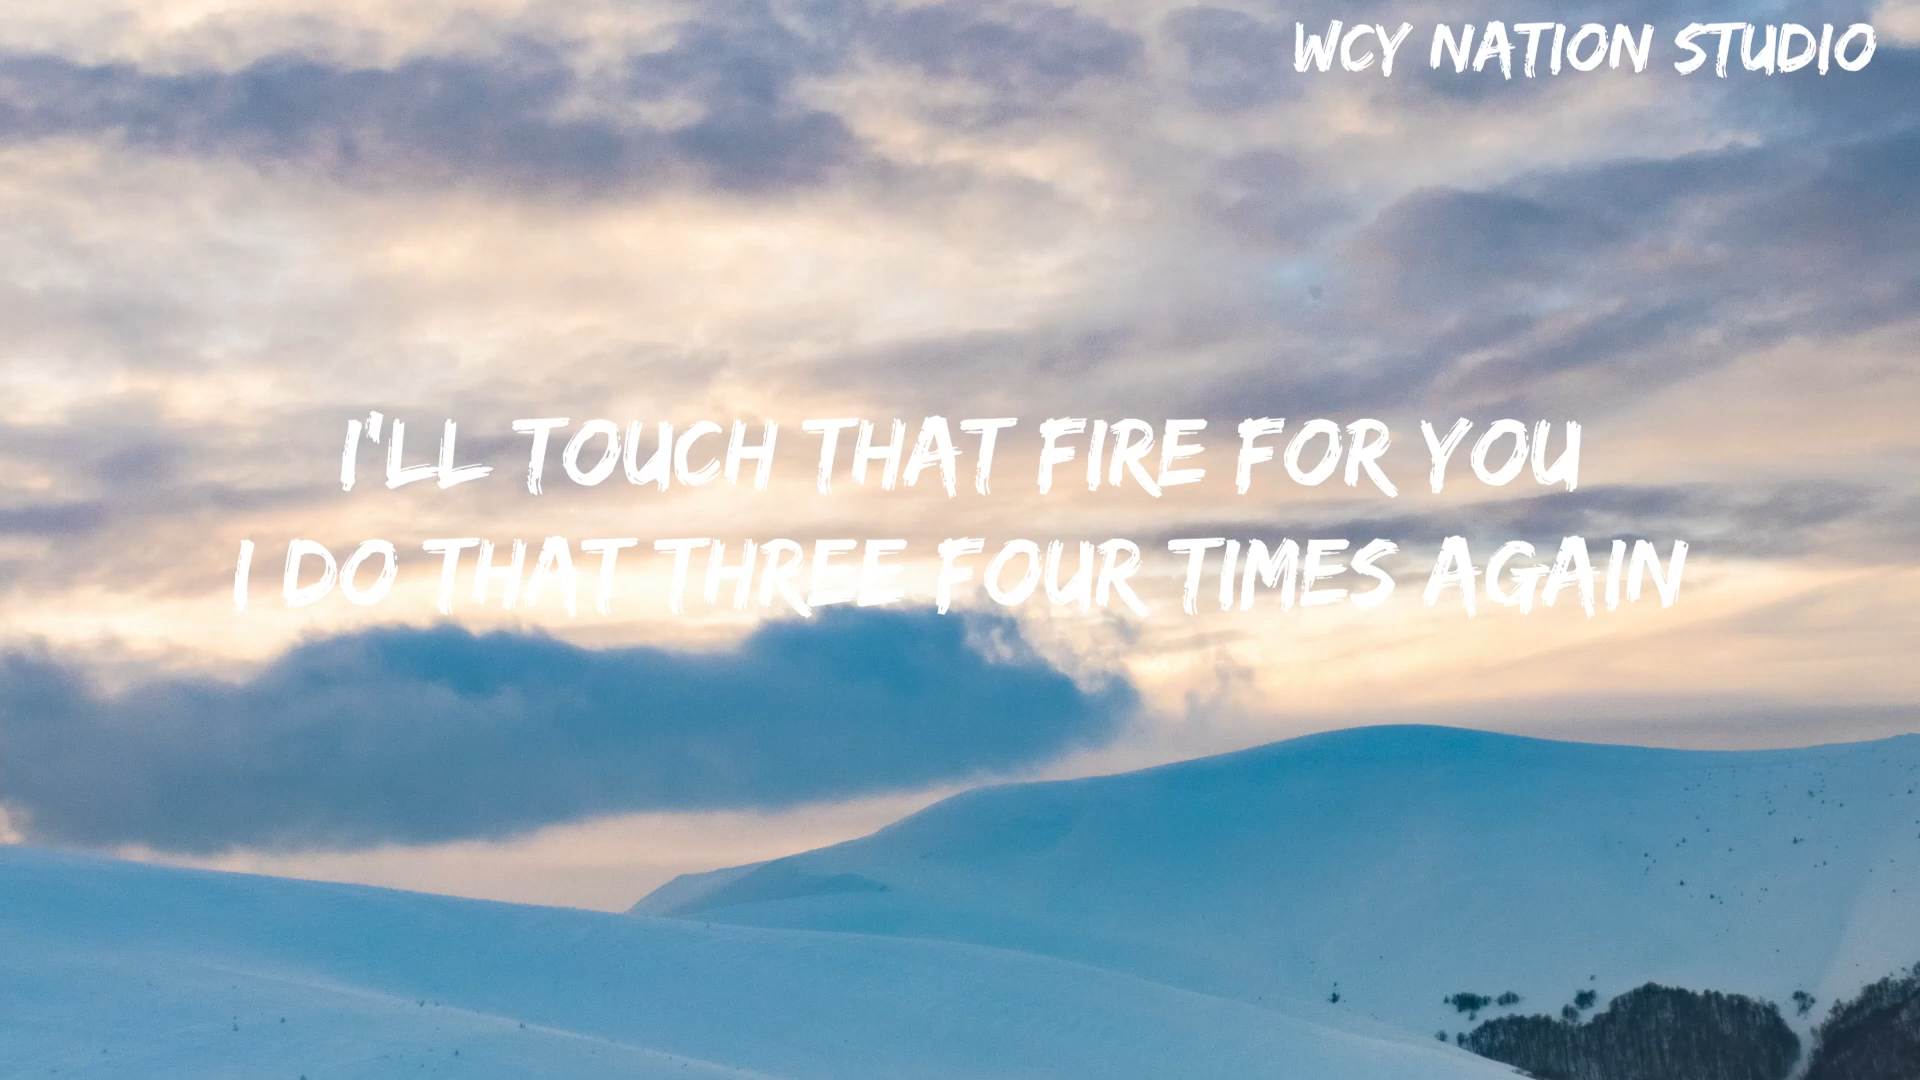 WCY NATION STUDIO
I'LL TOUCH THAT FIRE FOR YOU
I DO THAT THREE FOUR TIMES AGAIN